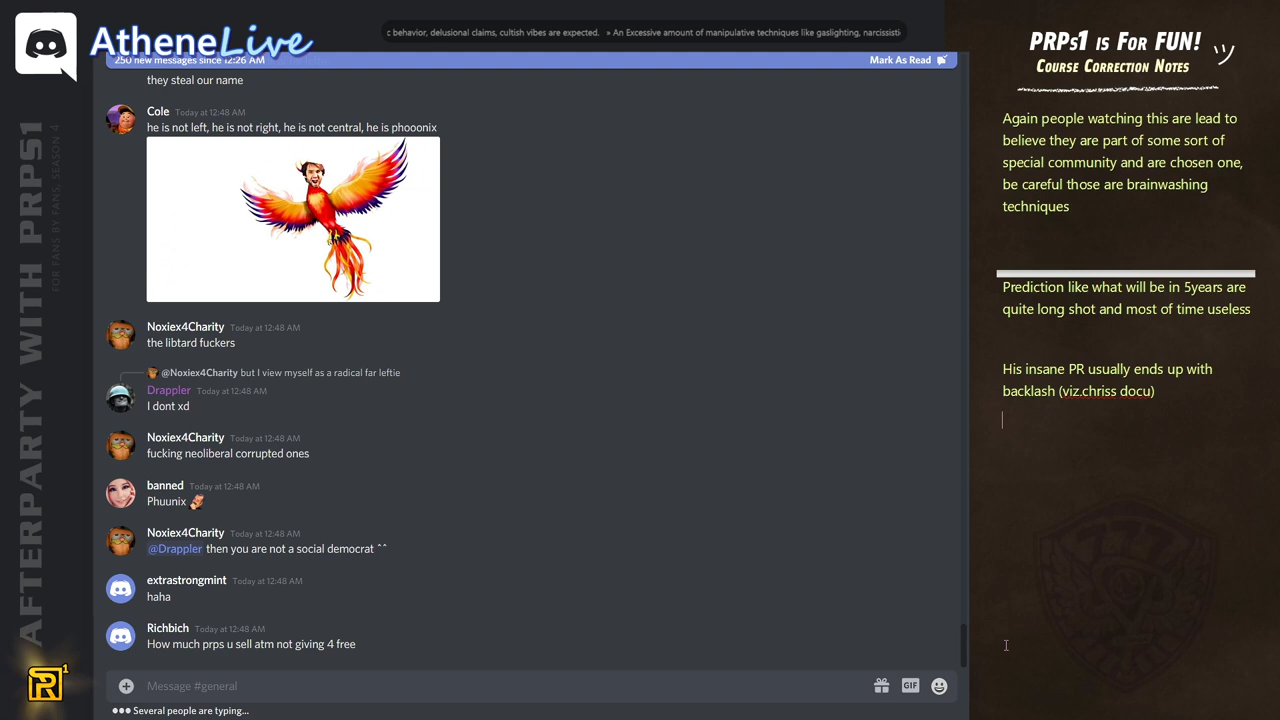 AtheneLive
c behavior, delusional claims, cultish vibes are expected. » An Excessive amount of manipulative techniques like gaslighting, narcissisti
250 new messages since 12:26 AM
Mark As Read
they steal our name
Cole Today at 12:48 AM
he is not left, he is not right, he is not central, he is phooonix
Noxiex4Charity Today at 12:48 AM
the libtard fuckers
@Noxiex4Charity but I view myself as a radical far leftie
Drappler Today at 12:48 AM
I dont xd
Noxiex4Charity Today at 12:48 AM
fucking neoliberal corrupted ones
banned Today at 12:48 AM
Phuunix
Noxiex4Charity Today at 12:48 AM
@Drappler then you are not a social democrat ^^
extrastrongmint Today at 12:48 AM
haha
Richbich Today at 12:48 AM
How much prps u sell atm not giving 4 free
Message #general
GIF
Several people are typing...
AFTERPARTY WITH PRPS1
FOR FANS BY FANS, SEASON 4
PRPs1 is For FUN! ツ
Course Correction Notes
Again people watching this are lead to
believe they are part of some sort of
special community and are chosen one,
be careful those are brainwashing
techniques
Prediction like what will be in 5years are
quite long shot and most of time useless
His insane PR usually ends up with
backlash (viz.chriss docu)